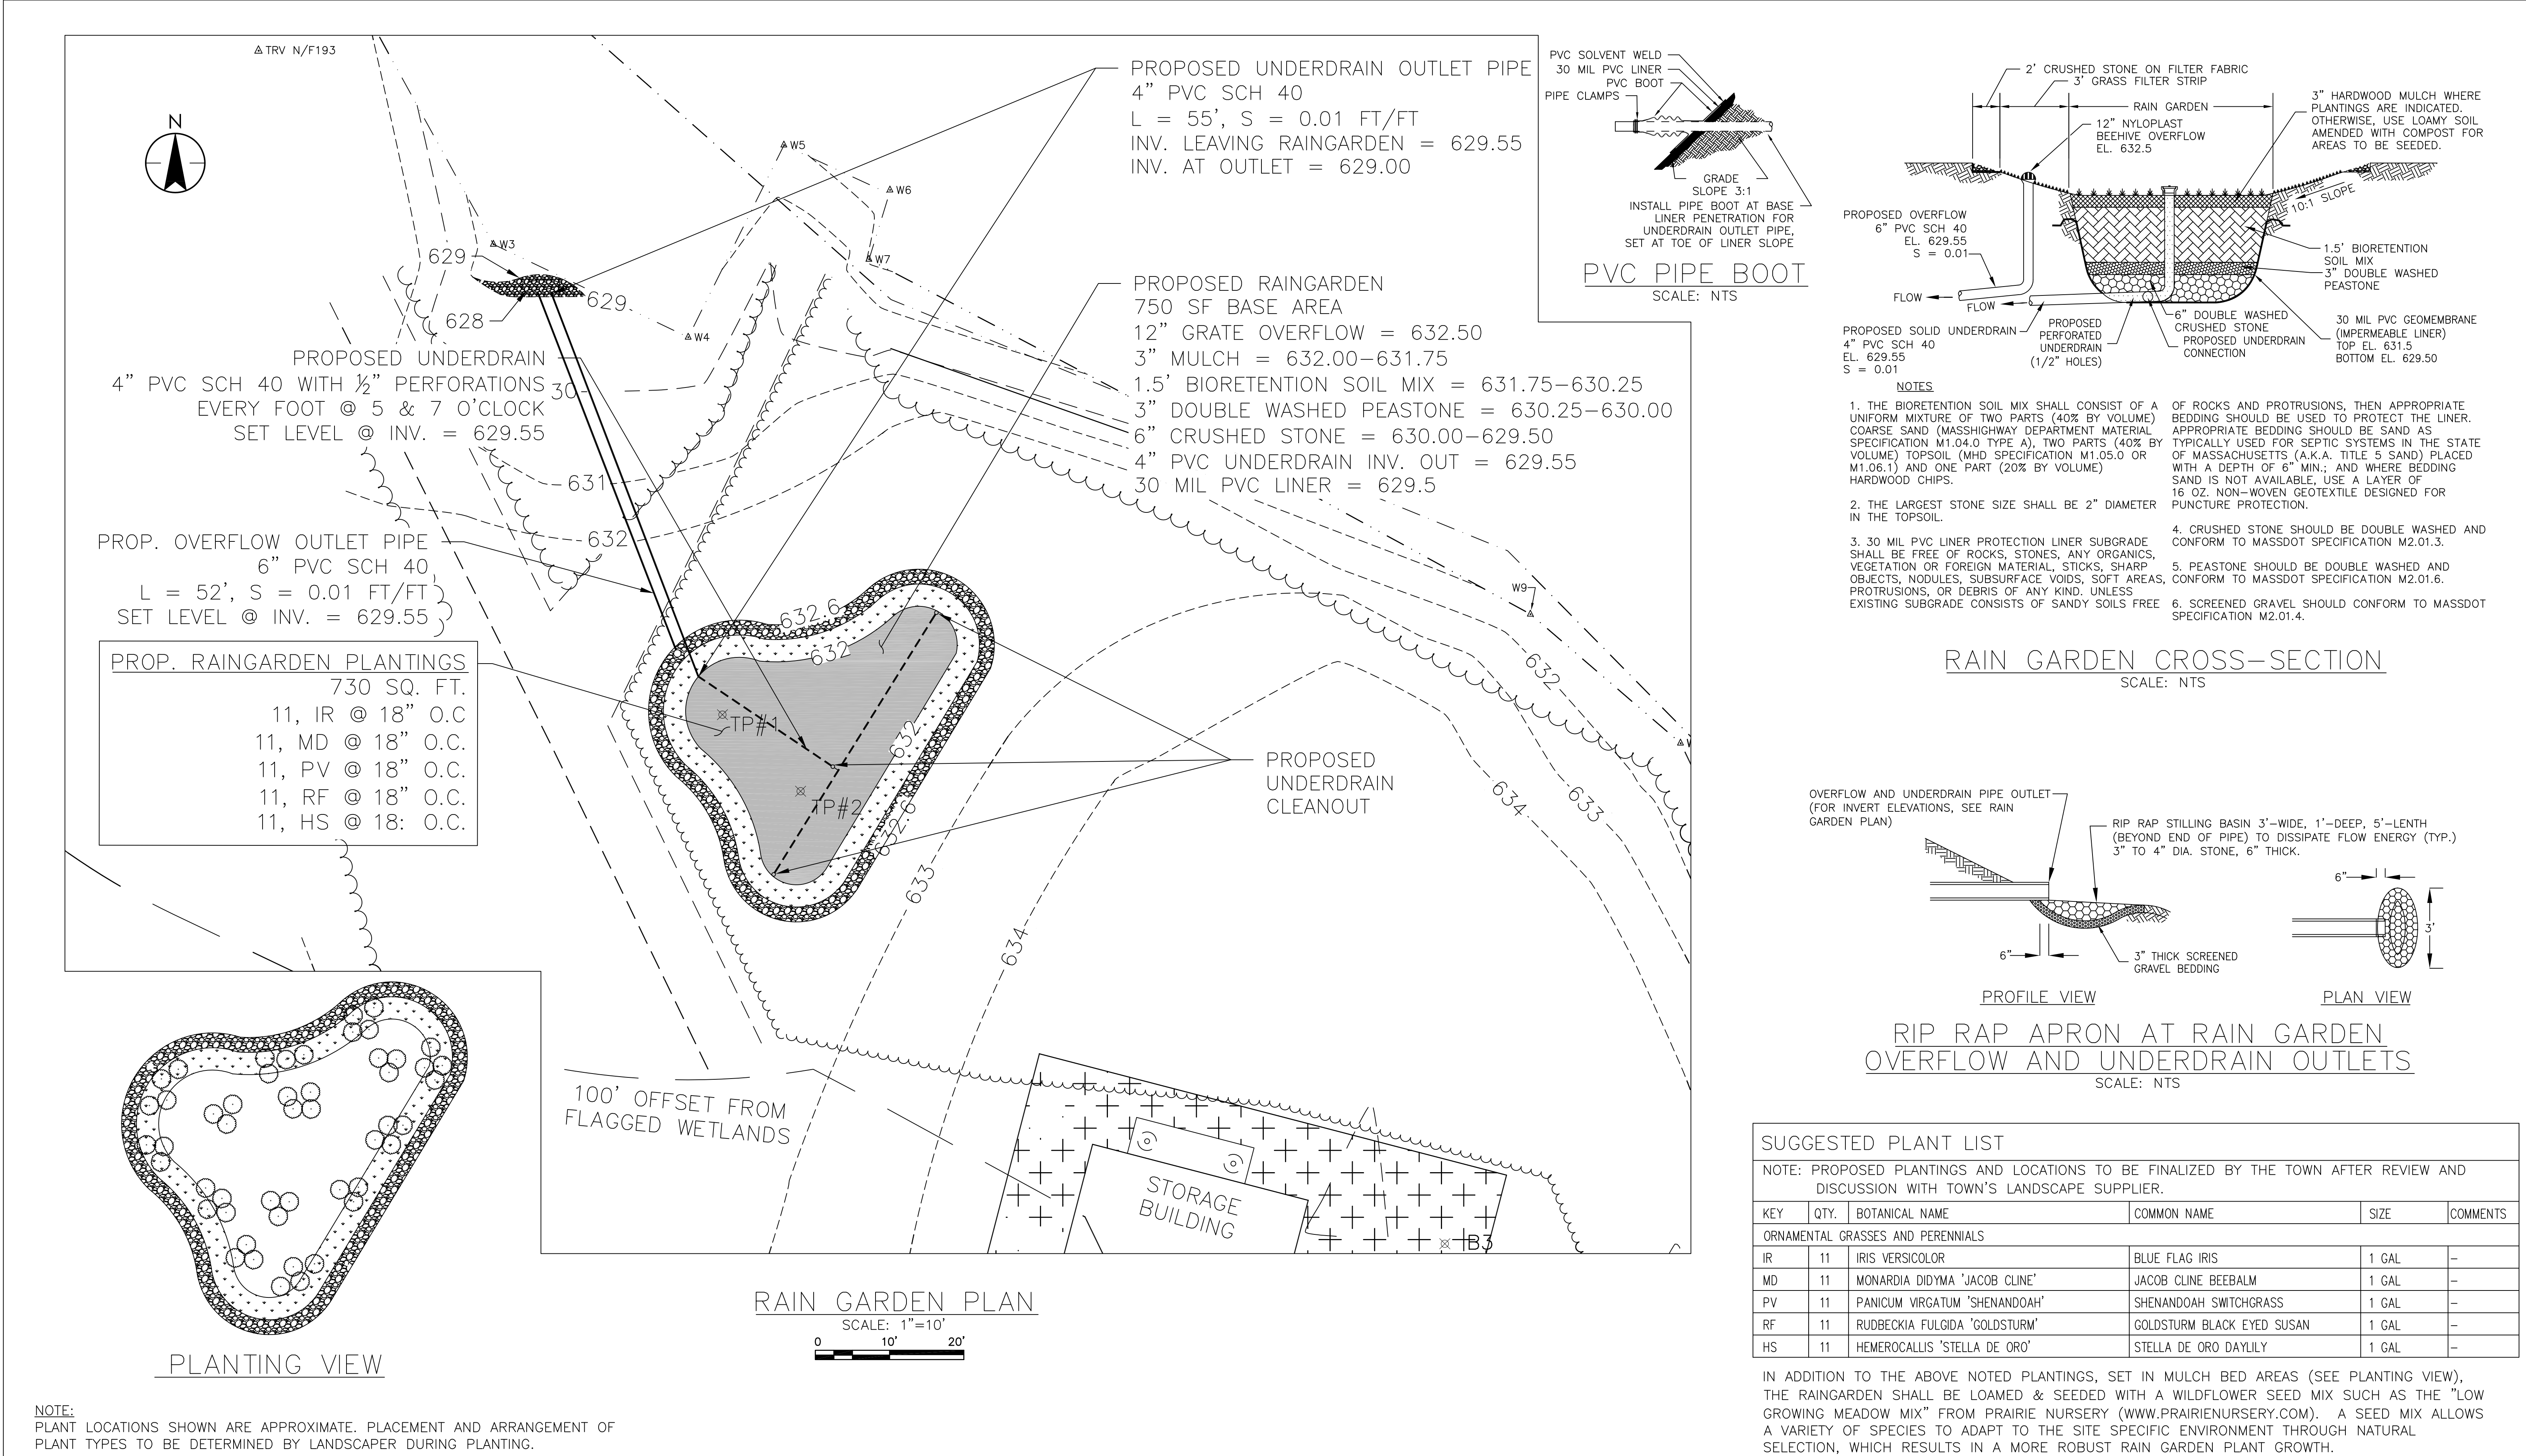 TRV N/F193
N
W5
W6
W3
W7
W4
629
629
628
30
631
632
PROPOSED UNDERDRAIN OUTLET PIPE
4" PVC SCH 40
L = 55', S = 0.01 FT/FT
INV. LEAVING RAINGARDEN = 629.55
INV. AT OUTLET = 629.00
PROPOSED RAINGARDEN
750 SF BASE AREA
12" GRATE OVERFLOW = 632.50
3" MULCH = 632.00-631.75
1.5' BIORETENTION SOIL MIX = 631.75-630.25
3" DOUBLE WASHED PEASTONE = 630.25-630.00
6" CRUSHED STONE = 630.00-629.50
4" PVC UNDERDRAIN INV. OUT = 629.55
30 MIL PVC LINER = 629.5
PROPOSED UNDERDRAIN
4" PVC SCH 40 WITH ½" PERFORATIONS
EVERY FOOT @ 5 & 7 O'CLOCK
SET LEVEL @ INV. = 629.55
PROP. OVERFLOW OUTLET PIPE
6" PVC SCH 40
L = 52', S = 0.01 FT/FT
SET LEVEL @ INV. = 629.55
PROP. RAINGARDEN PLANTINGS
730 SQ. FT.
11, IR @ 18" O.C
11, MD @ 18" O.C.
11, PV @ 18" O.C.
11, RF @ 18" O.C.
11, HS @ 18: O.C.
632.6
632
TP#1
632
TP#2
632.6
W9
632
633
634
W
633
634
PROPOSED
UNDERDRAIN
CLEANOUT
100' OFFSET FROM
FLAGGED WETLANDS
STORAGE
BUILDING
B3
RAIN GARDEN PLAN
SCALE: 1"=10'
0 10' 20'
PLANTING VIEW
NOTE:
PLANT LOCATIONS SHOWN ARE APPROXIMATE. PLACEMENT AND ARRANGEMENT OF
PLANT TYPES TO BE DETERMINED BY LANDSCAPER DURING PLANTING.
PVC SOLVENT WELD
30 MIL PVC LINER
PVC BOOT
PIPE CLAMPS
GRADE
SLOPE 3:1
INSTALL PIPE BOOT AT BASE
LINER PENETRATION FOR
UNDERDRAIN OUTLET PIPE,
SET AT TOE OF LINER SLOPE
PVC PIPE BOOT
SCALE: NTS
2' CRUSHED STONE ON FILTER FABRIC
3' GRASS FILTER STRIP
RAIN GARDEN
12" NYLOPLAST
BEEHIVE OVERFLOW
EL. 632.5
3" HARDWOOD MULCH WHERE
PLANTINGS ARE INDICATED.
OTHERWISE, USE LOAMY SOIL
AMENDED WITH COMPOST FOR
AREAS TO BE SEEDED.
10:1 SLOPE
PROPOSED OVERFLOW
6" PVC SCH 40
EL. 629.55
S = 0.01
FLOW
FLOW
1.5' BIORETENTION
SOIL MIX
3" DOUBLE WASHED
PEASTONE
PROPOSED SOLID UNDERDRAIN
4" PVC SCH 40
EL. 629.55
S = 0.01
PROPOSED
PERFORATED
UNDERDRAIN
(1/2" HOLES)
6" DOUBLE WASHED
CRUSHED STONE
PROPOSED UNDERDRAIN
CONNECTION
30 MIL PVC GEOMEMBRANE
(IMPERMEABLE LINER)
TOP EL. 631.5
BOTTOM EL. 629.50
NOTES
1. THE BIORETENTION SOIL MIX SHALL CONSIST OF A
UNIFORM MIXTURE OF TWO PARTS (40% BY VOLUME)
COARSE SAND (MASSHIGHWAY DEPARTMENT MATERIAL
SPECIFICATION M1.04.0 TYPE A), TWO PARTS (40% BY
VOLUME) TOPSOIL (MHD SPECIFICATION M1.05.0 OR
M1.06.1) AND ONE PART (20% BY VOLUME)
HARDWOOD CHIPS.
2. THE LARGEST STONE SIZE SHALL BE 2" DIAMETER
IN THE TOPSOIL.
3. 30 MIL PVC LINER PROTECTION LINER SUBGRADE
SHALL BE FREE OF ROCKS, STONES, ANY ORGANICS,
VEGETATION OR FOREIGN MATERIAL, STICKS, SHARP
OBJECTS, NODULES, SUBSURFACE VOIDS, SOFT AREAS,
PROTRUSIONS, OR DEBRIS OF ANY KIND. UNLESS
EXISTING SUBGRADE CONSISTS OF SANDY SOILS FREE
OF ROCKS AND PROTRUSIONS, THEN APPROPRIATE
BEDDING SHOULD BE USED TO PROTECT THE LINER.
APPROPRIATE BEDDING SHOULD BE SAND AS
TYPICALLY USED FOR SEPTIC SYSTEMS IN THE STATE
OF MASSACHUSETTS (A.K.A. TITLE 5 SAND) PLACED
WITH A DEPTH OF 6" MIN.; AND WHERE BEDDING
SAND IS NOT AVAILABLE, USE A LAYER OF
16 OZ. NON-WOVEN GEOTEXTILE DESIGNED FOR
PUNCTURE PROTECTION.
4. CRUSHED STONE SHOULD BE DOUBLE WASHED AND
CONFORM TO MASSDOT SPECIFICATION M2.01.3.
5. PEASTONE SHOULD BE DOUBLE WASHED AND
CONFORM TO MASSDOT SPECIFICATION M2.01.6.
6. SCREENED GRAVEL SHOULD CONFORM TO MASSDOT
SPECIFICATION M2.01.4.
RAIN GARDEN CROSS-SECTION
SCALE: NTS
OVERFLOW AND UNDERDRAIN PIPE OUTLET
(FOR INVERT ELEVATIONS, SEE RAIN
GARDEN PLAN)
RIP RAP STILLING BASIN 3'-WIDE, 1'-DEEP, 5'-LENTH
(BEYOND END OF PIPE) TO DISSIPATE FLOW ENERGY (TYP.)
3" TO 4" DIA. STONE, 6" THICK.
6"
3" THICK SCREENED
GRAVEL BEDDING
6"
3'
PROFILE VIEW
PLAN VIEW
RIP RAP APRON AT RAIN GARDEN
OVERFLOW AND UNDERDRAIN OUTLETS
SCALE: NTS
SUGGESTED PLANT LIST
NOTE: PROPOSED PLANTINGS AND LOCATIONS TO BE FINALIZED BY THE TOWN AFTER REVIEW AND
DISCUSSION WITH TOWN'S LANDSCAPE SUPPLIER.
KEY QTY. BOTANICAL NAME COMMON NAME SIZE COMMENTS
ORNAMENTAL GRASSES AND PERENNIALS
IR 11 IRIS VERSICOLOR BLUE FLAG IRIS 1 GAL -
MD 11 MONARDIA DIDYMA 'JACOB CLINE' JACOB CLINE BEEBALM 1 GAL -
PV 11 PANICUM VIRGATUM 'SHENANDOAH' SHENANDOAH SWITCHGRASS 1 GAL -
RF 11 RUDBECKIA FULGIDA 'GOLDSTURM' GOLDSTURM BLACK EYED SUSAN 1 GAL -
HS 11 HEMEROCALLIS 'STELLA DE ORO' STELLA DE ORO DAYLILY 1 GAL -
IN ADDITION TO THE ABOVE NOTED PLANTINGS, SET IN MULCH BED AREAS (SEE PLANTING VIEW),
THE RAINGARDEN SHALL BE LOAMED & SEEDED WITH A WILDFLOWER SEED MIX SUCH AS THE "LOW
GROWING MEADOW MIX" FROM PRAIRIE NURSERY (WWW.PRAIRIENURSERY.COM). A SEED MIX ALLOWS
A VARIETY OF SPECIES TO ADAPT TO THE SITE SPECIFIC ENVIRONMENT THROUGH NATURAL
SELECTION, WHICH RESULTS IN A MORE ROBUST RAIN GARDEN PLANT GROWTH.